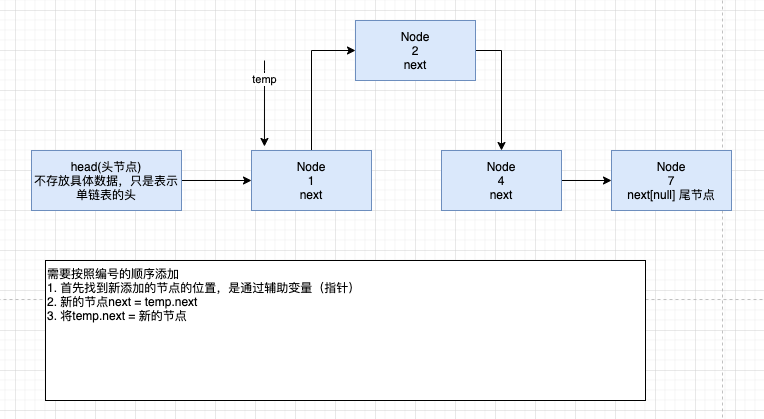 Node
2
next
temp
head(头节点)
不存放具体数据，只是表示
单链表的头
Node
1
next
Node
4
next
Node
7
next[null] 尾节点
需要按照编号的顺序添加
1. 首先找到新添加的节点的位置，是通过辅助变量（指针）
2. 新的节点next = temp.next
3. 将temp.next = 新的节点